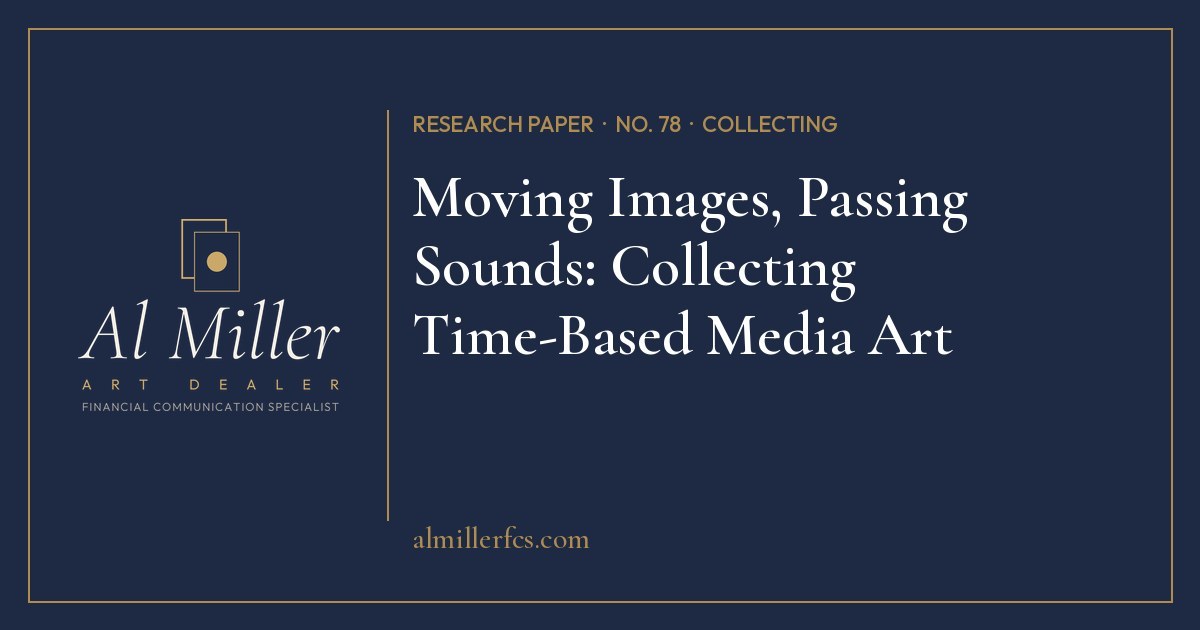 Al Miller
ART DEALER
FINANCIAL COMMUNICATION SPECIALIST
RESEARCH PAPER · NO. 78 · COLLECTING
Moving Images, Passing
Sounds: Collecting
Time-Based Media Art
almillerfcs.com